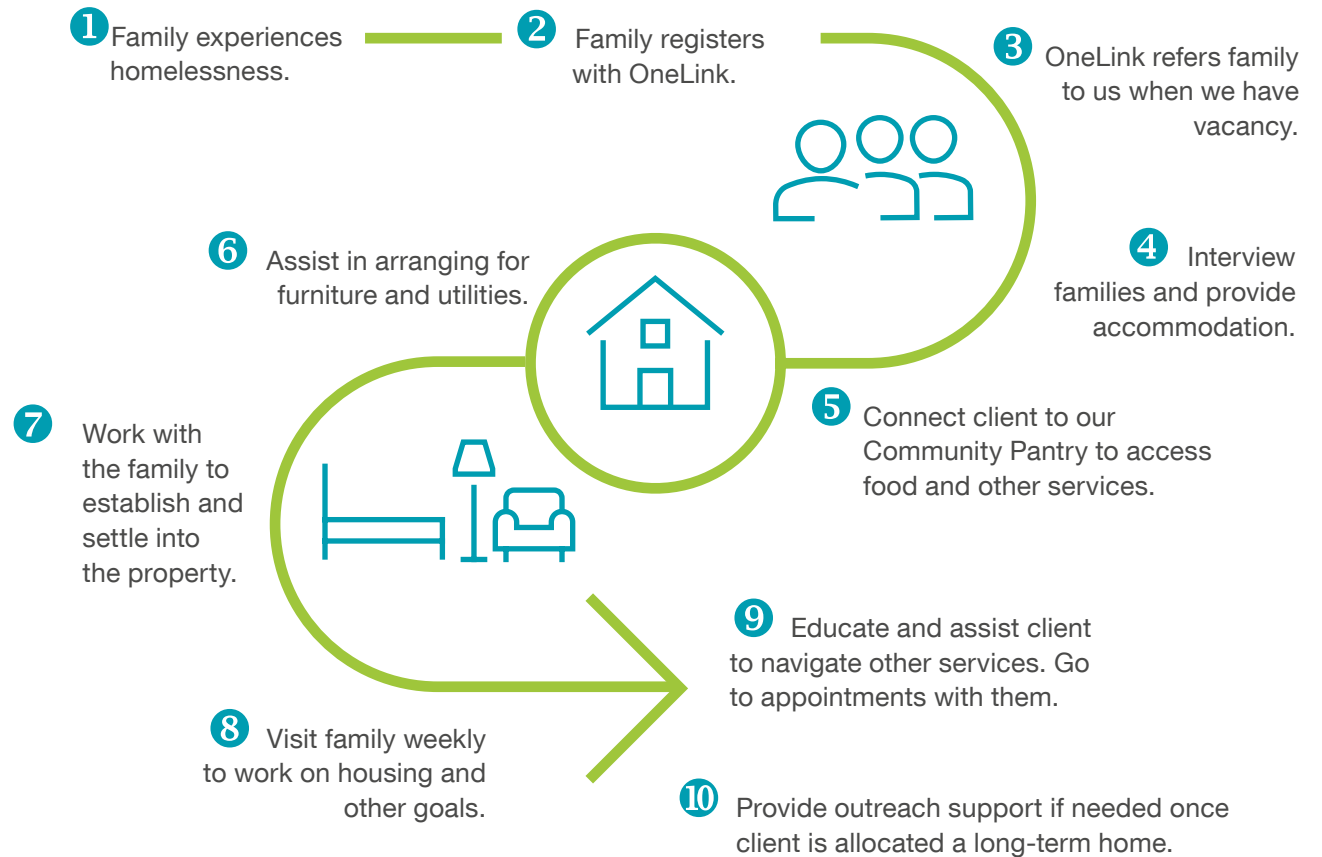 1 Family experiences
homelessness.
2 Family registers
with OneLink.
3 OneLink refers family
to us when we have
vacancy.
4 Interview
families and provide
accommodation.
5 Connect client to our
Community Pantry to access
food and other services.
6 Assist in arranging for
furniture and utilities.
7 Work with
the family to
establish and
settle into
the property.
8 Visit family weekly
to work on housing and
other goals.
9 Educate and assist client
to navigate other services. Go
to appointments with them.
10 Provide outreach support if needed once
client is allocated a long-term home.